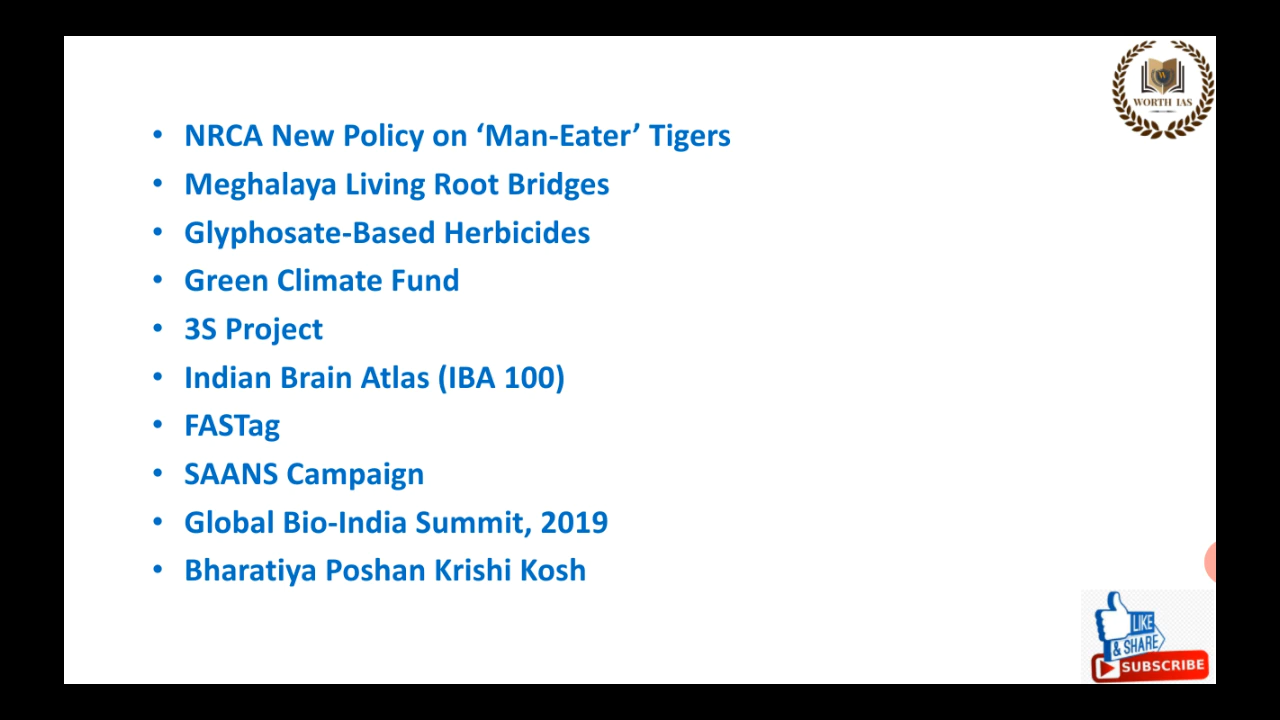 WORTH IAS
• NRCA New Policy on ‘Man-Eater’ Tigers
• Meghalaya Living Root Bridges
• Glyphosate-Based Herbicides
• Green Climate Fund
• 3S Project
• Indian Brain Atlas (IBA 100)
• FASTag
• SAANS Campaign
• Global Bio-India Summit, 2019
• Bharatiya Poshan Krishi Kosh
LIKE
& SHARE
SUBSCRIBE